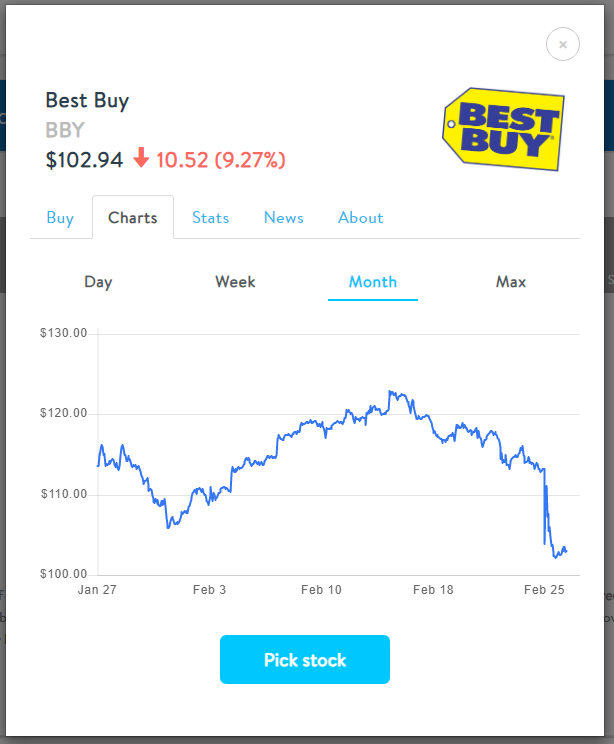 ×
Best Buy
BBY
$102.94 10.52 (9.27%)
BEST
BUY
Buy Charts Stats News About
Day Week Month Max
$130.00
$120.00
$110.00
$100.00
Jan 27 Feb 3 Feb 10 Feb 18 Feb 25
Pick stock